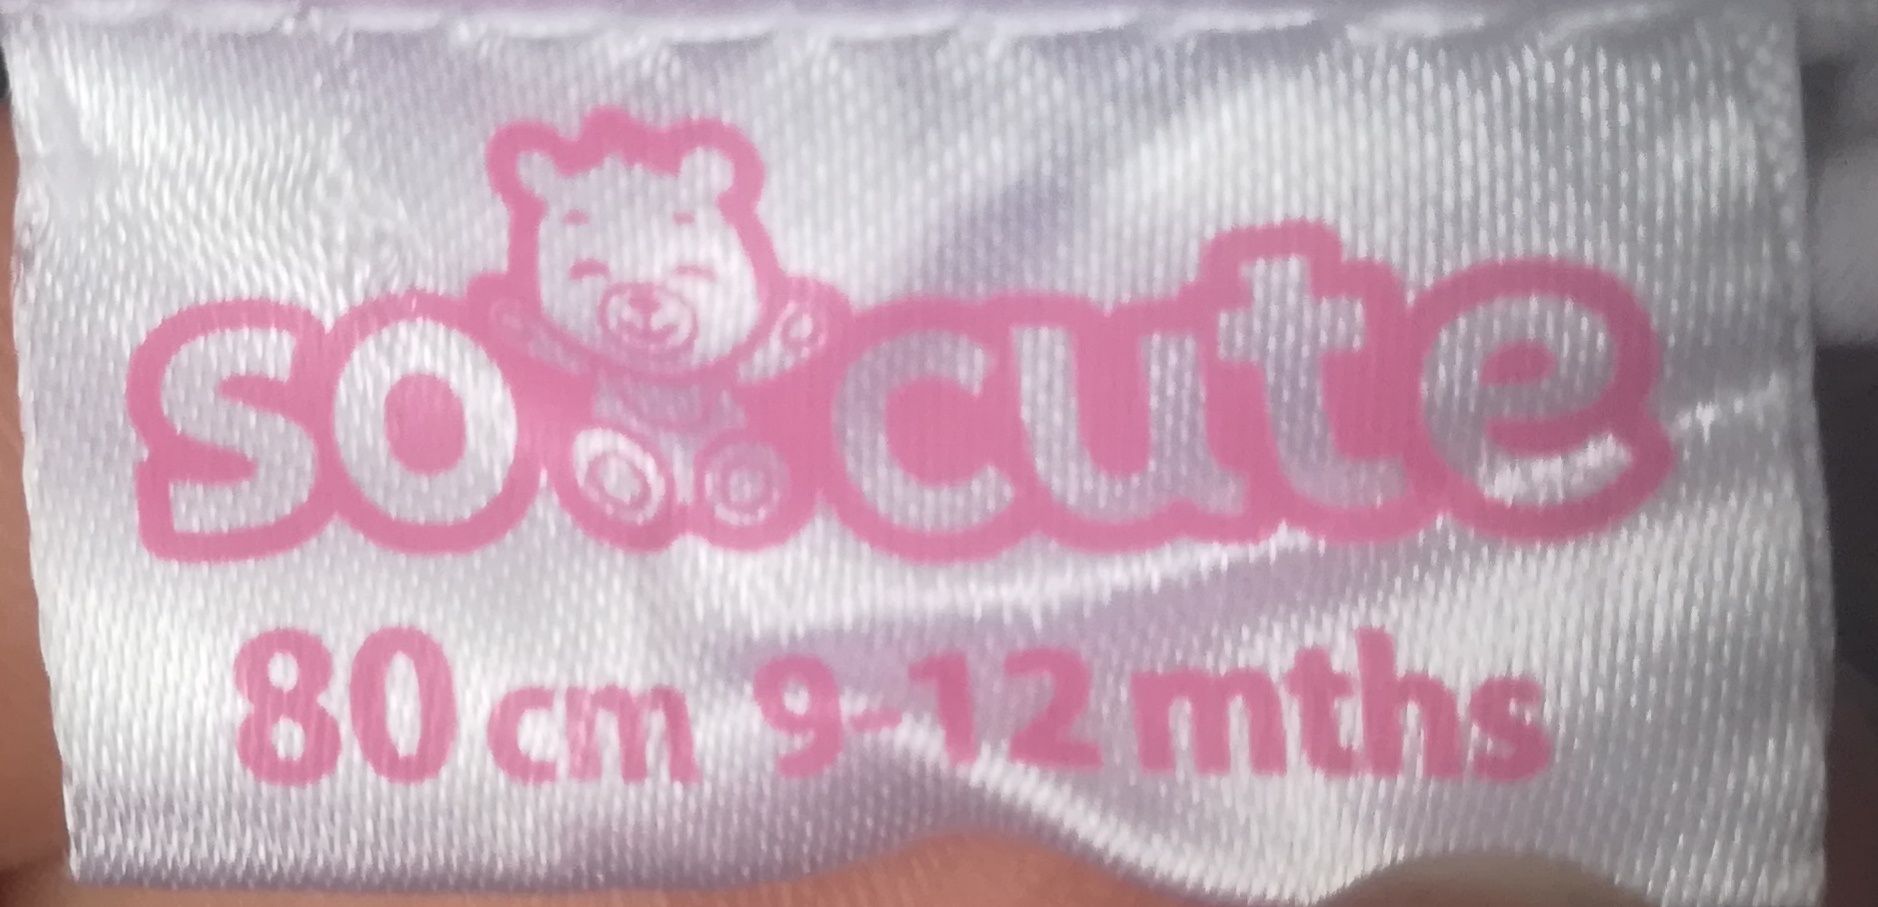 so cute
80 cm 9-12 mths